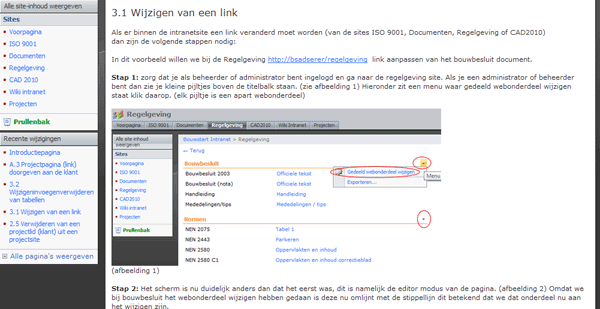 Alle site-inhoud weergeven
Sites
Voorpagina
ISO 9001
Documenten
Regelgeving
CAD 2010
Wiki intranet
Projecten
Prullenbak
Recente wijzigingen
Introductiepagina
A.3 Projectpagina (link)
doorgeven aan de klant
3.2
Wijzigeninvoegenverwijderen
van tabellen
3.1 Wijzigen van een link
2.5 Verwijderen van een
projectlid (klant) uit een
projectsite
Alle pagina's weergeven
3.1 Wijzigen van een link
Als er binnen de intranetsite een link veranderd moet worden (van de sites ISO 9001, Documenten, Regelgeving of CAD2010)
dan zijn de volgende stappen nodig:
In dit voorbeeld willen we bij de Regelgeving http://bsadserer/regelgeving link aanpassen van het bouwbesluit document.
Stap 1: zorg dat je als beheerder of administrator bent ingelogd en ga naar de regelgeving site. Als je een administrator of beheerder
bent dan zie je kleine pijltjes boven de titelbalk staan. (zie afbeelding 1) Hieronder zit een menu waar gedeeld webonderdeel wijzigen
staat klik daarop. (elk pijltje is een apart webonderdeel)
Regelgeving
Voorpagina ISO 9001 Documenten Regelgeving CAD2010 Wiki Intranet Projecten
Alle site-inhoud
weergeven
Sites
Voorpagina
ISO 9001
Documenten
Regelgeving
CAD2010
Wiki intranet
Projecten
Prullenbak
Bouwstart Intranet > Regelgeving
← Terug
Bouwbesluit
Bouwbesluit 2003 Officiele tekst
Bouwbesluit (nota) Officiele tekst
Handleiding Handleiding
Mededelingen/tips Mededelingen / tips
Gedeeld webonderdeel wijzigen
Exporteren...
Menu
Normen
NEN 2075 Tabel 1
NEN 2443 Parkeren
NEN 2580 Oppervlakten en inhoud
NEN 2580 C1 Oppervlakten en inhoud correctieblad
(afbeelding 1)
Stap 2: Het scherm is nu duidelijk anders dan dat het eerst was, dit is namelijk de editor modus van de pagina. (afbeelding 2) Omdat we
bij bouwbesluit het webonderdeel wijzigen hebben gedaan is deze nu omlijnt met de stippellijn dit betekend dat we dat onderdeel nu aan
het wijzigen zijn.